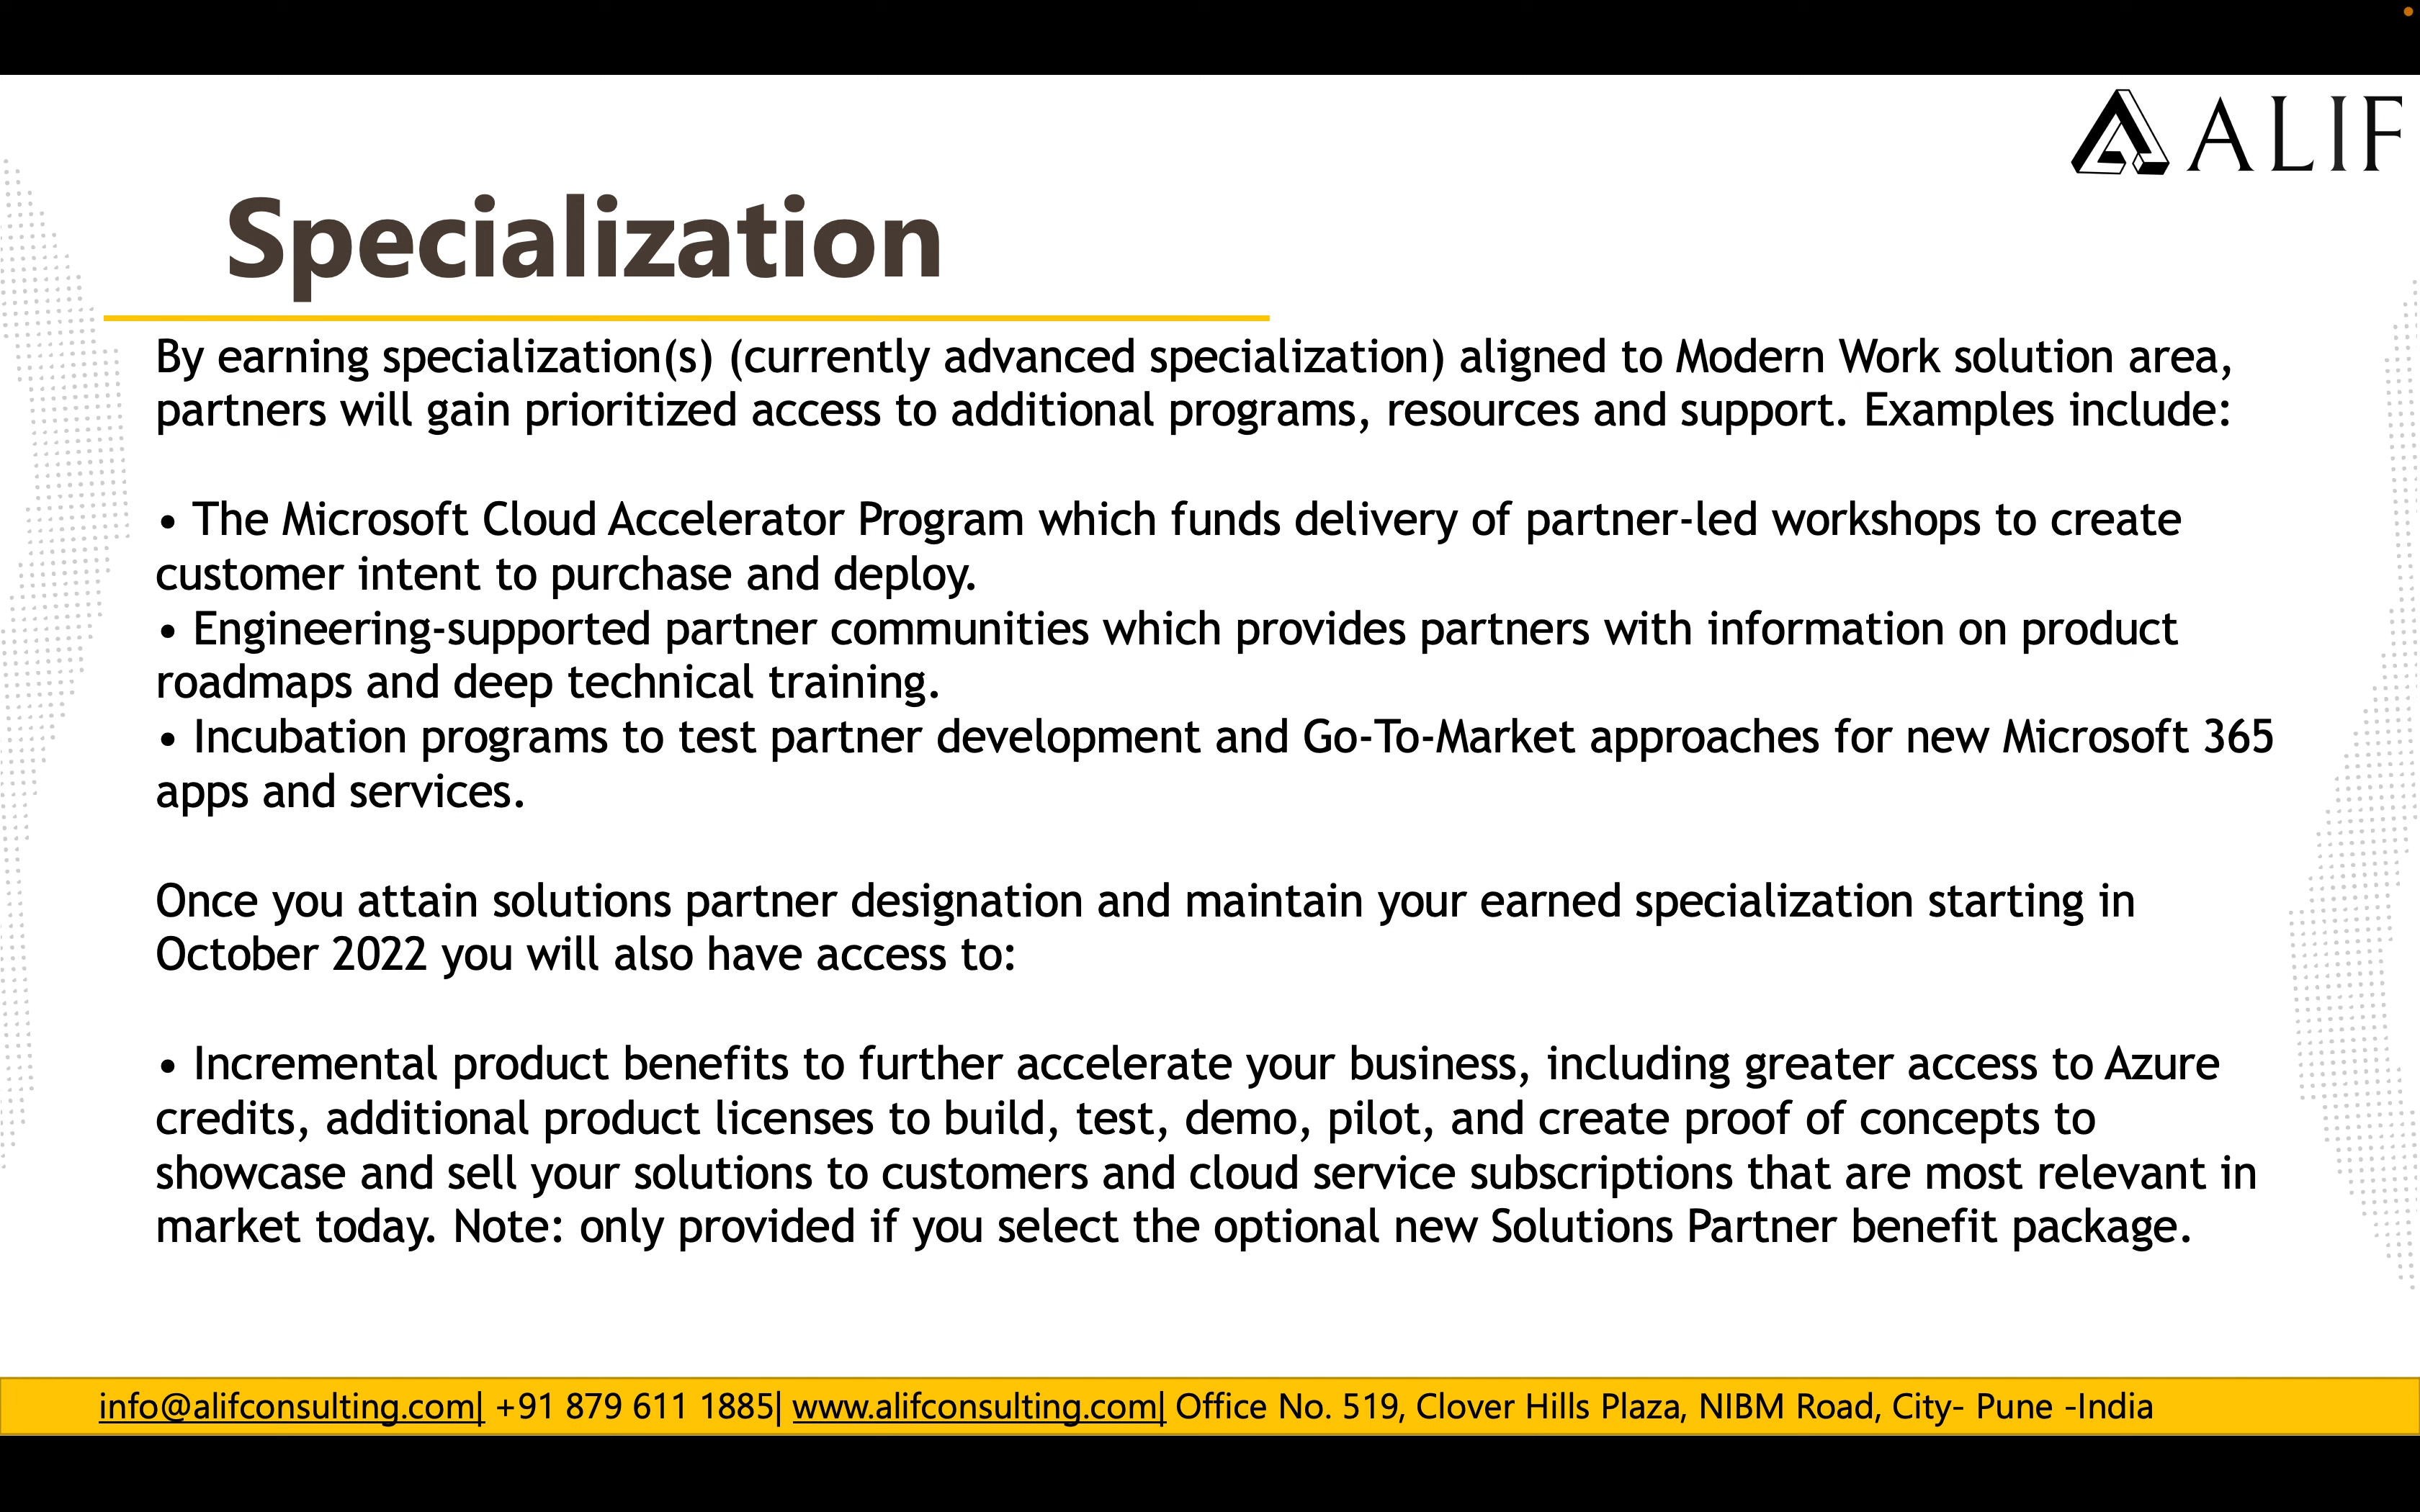 ALIF
Specialization
By earning specialization(s) (currently advanced specialization) aligned to Modern Work solution area,
partners will gain prioritized access to additional programs, resources and support. Examples include:
• The Microsoft Cloud Accelerator Program which funds delivery of partner-led workshops to create
customer intent to purchase and deploy.
• Engineering-supported partner communities which provides partners with information on product
roadmaps and deep technical training.
• Incubation programs to test partner development and Go-To-Market approaches for new Microsoft 365
apps and services.
Once you attain solutions partner designation and maintain your earned specialization starting in
October 2022 you will also have access to:
• Incremental product benefits to further accelerate your business, including greater access to Azure
credits, additional product licenses to build, test, demo, pilot, and create proof of concepts to
showcase and sell your solutions to customers and cloud service subscriptions that are most relevant in
market today. Note: only provided if you select the optional new Solutions Partner benefit package.
info@alifconsulting.com| +91 879 611 1885| www.alifconsulting.com| Office No. 519, Clover Hills Plaza, NIBM Road, City- Pune -India